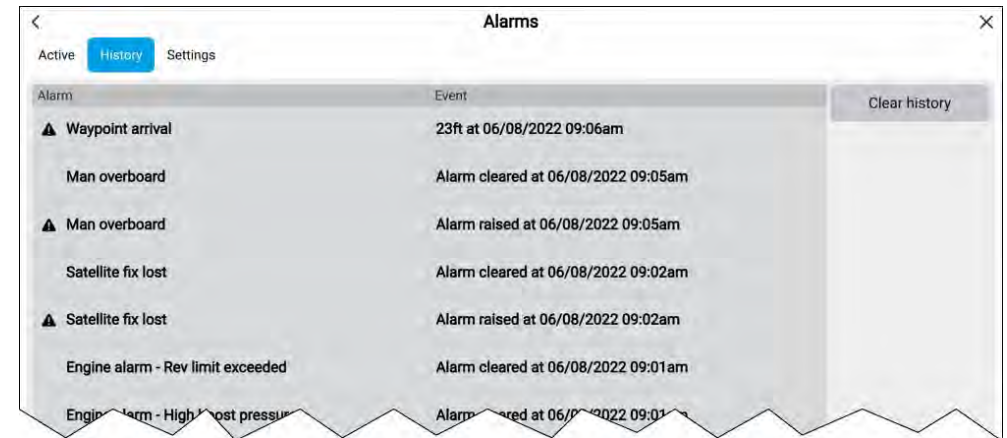 Alarms
Active History Settings
Alarm Event Clear history
Waypoint arrival 23ft at 06/08/2022 09:06am
Man overboard Alarm cleared at 06/08/2022 09:05am
Man overboard Alarm raised at 06/08/2022 09:05am
Satellite fix lost Alarm cleared at 06/08/2022 09:02am
Satellite fix lost Alarm raised at 06/08/2022 09:02am
Engine alarm - Rev limit exceeded Alarm cleared at 06/08/2022 09:01am
- High at